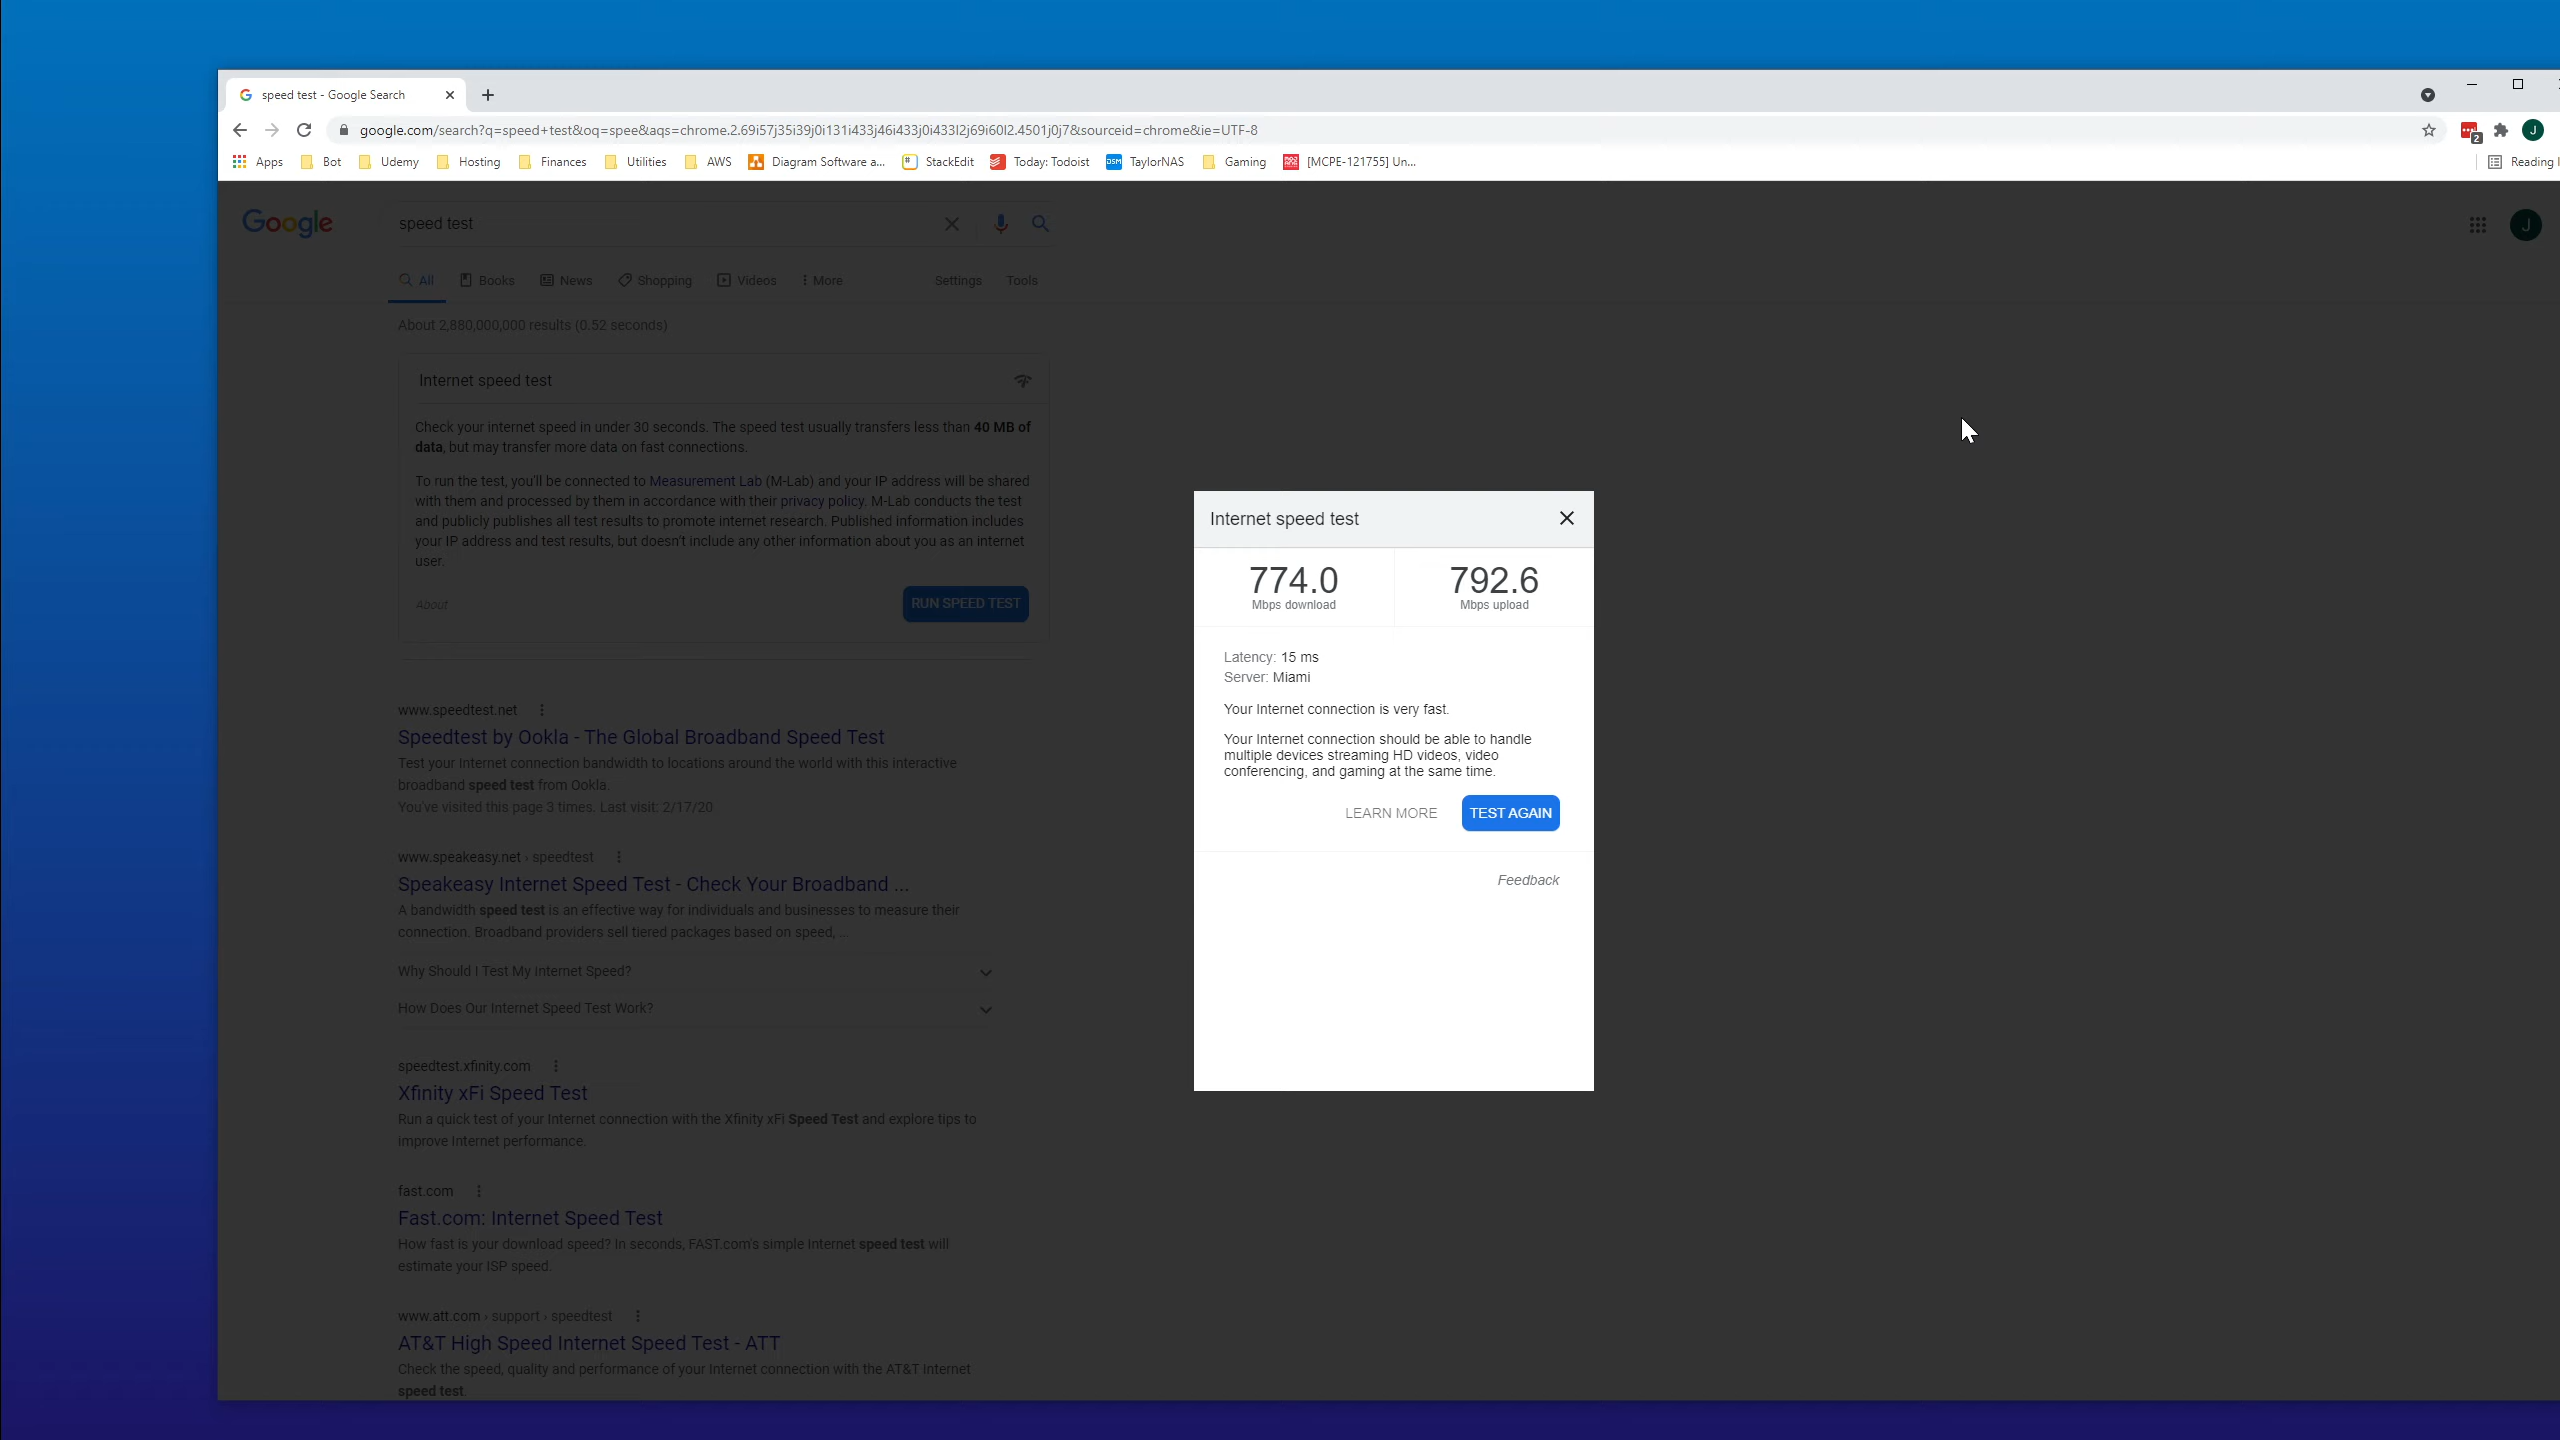 speed test - Google Search
google.com/search?q=speed+test&oq=spee&aqs=chrome.2.69i57j35i39j0i131i433j46i433j0i433l2j69i60l2.4501j0j7&sourceid=chrome&ie=UTF-8
2
J
Apps Bot Udemy Hosting Finances Utilities AWS Diagram Software a... StackEdit Today: Todoist TaylorNAS Gaming [MCPE-121755] Un...
Reading
Google
speed test
J
All Books News Shopping Videos More Settings Tools
About 2,880,000,000 results (0.52 seconds)
Internet speed test
Check your internet speed in under 30 seconds. The speed test usually transfers less than 40 MB of
data, but may transfer more data on fast connections.
To run the test, you'll be connected to Measurement Lab (M-Lab) and your IP address will be shared
with them and processed by them in accordance with their privacy policy. M-Lab conducts the test
and publicly publishes all test results to promote internet research. Published information includes
your IP address and test results, but doesn't include any other information about you as an internet
user.
About
RUN SPEED TEST
www.speedtest.net
Speedtest by Ookla - The Global Broadband Speed Test
Test your Internet connection bandwidth to locations around the world with this interactive
broadband speed test from Ookla.
You've visited this page 3 times. Last visit: 2/17/20
www.speakeasy.net › speedtest
Speakeasy Internet Speed Test - Check Your Broadband ...
A bandwidth speed test is an effective way for individuals and businesses to measure their
connection. Broadband providers sell tiered packages based on speed, ...
Why Should I Test My Internet Speed?
How Does Our Internet Speed Test Work?
speedtest.xfinity.com
Xfinity xFi Speed Test
Run a quick test of your Internet connection with the Xfinity xFi Speed Test and explore tips to
improve Internet performance.
fast.com
Fast.com: Internet Speed Test
How fast is your download speed? In seconds, FAST.com's simple Internet speed test will
estimate your ISP speed.
www.att.com › support › speedtest
AT&T High Speed Internet Speed Test - ATT
Check the speed, quality and performance of your Internet connection with the AT&T Internet
speed test.
Internet speed test
774.0
Mbps download
792.6
Mbps upload
Latency: 15 ms
Server: Miami
Your Internet connection is very fast.
Your Internet connection should be able to handle
multiple devices streaming HD videos, video
conferencing, and gaming at the same time.
LEARN MORE
TEST AGAIN
Feedback